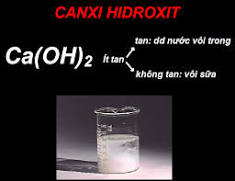 CANXI HIDROXIT
tan: dd nước vôi trong
Ca(OH)₂ ít tan
không tan: vôi sữa